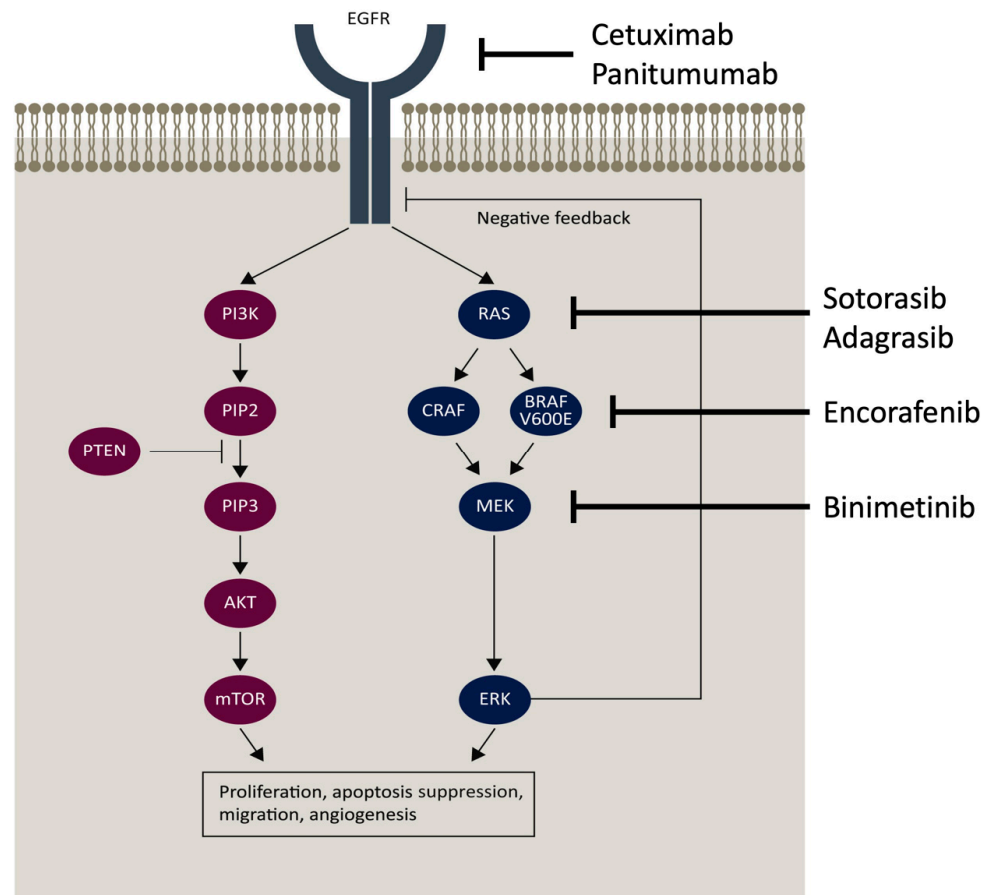 EGFR
Cetuximab
Panitumumab
Negative feedback
PI3K
RAS
Sotorasib
Adagrasib
PIP2
CRAF
BRAF
V600E
Encorafenib
PTEN
PIP3
MEK
Binimetinib
AKT
mTOR
ERK
Proliferation, apoptosis suppression,
migration, angiogenesis